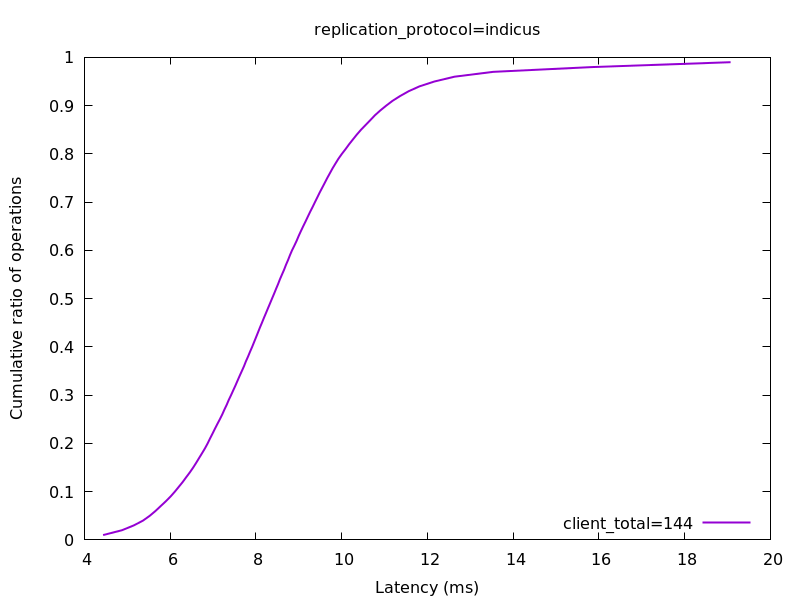 replication_protocol=indicus
1
0.9
0.8
0.7
0.6
0.5
0.4
0.3
0.2
0.1
0
Cumulative ratio of operations
client_total=144
4 6 8 10 12 14 16 18 20
Latency (ms)